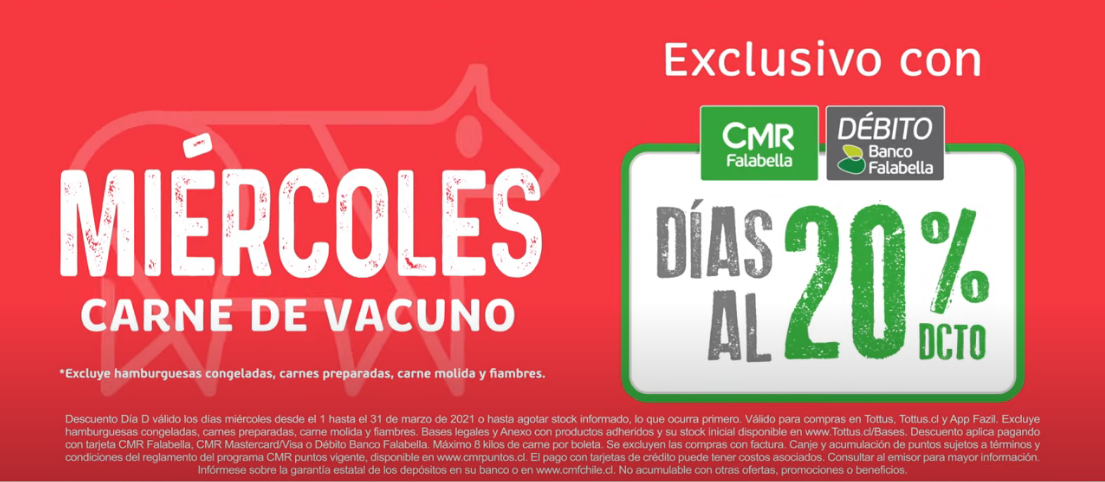 MIÉRCOLES
CARNE DE VACUNO
*Excluye hamburguesas congeladas, carnes preparadas, carne molida y fiambres.
Exclusivo con
CMR
Falabella
DÉBITO
Banco
Falabella
DÍAS
AL
20%
DCTO
Descuento Día D válido los días miércoles desde el 1 hasta el 31 de marzo de 2021 o hasta agotar stock informado, lo que ocurra primero. Válido para compras en Tottus, Tottus.cl y App Fazil. Excluye
hamburguesas congeladas, carnes preparadas, carne molida y fiambres. Bases legales y Anexo con productos adheridos y su stock inicial disponible en www.Tottus.cl/Bases. Descuento aplica pagando
con tarjeta CMR Falabella, CMR Mastercard/Visa o Débito Banco Falabella. Máximo 8 kilos de carne por boleta. Se excluyen las compras con factura. Canje y acumulación de puntos sujetos a términos y
condiciones del reglamento del programa CMR puntos vigente, disponible en www.cmrpuntos.cl. El pago con tarjetas de crédito puede tener costos asociados. Consultar al emisor para mayor información.
Infórmese sobre la garantía estatal de los depósitos en su banco o en www.cmfchile.cl. No acumulable con otras ofertas, promociones o beneficios.